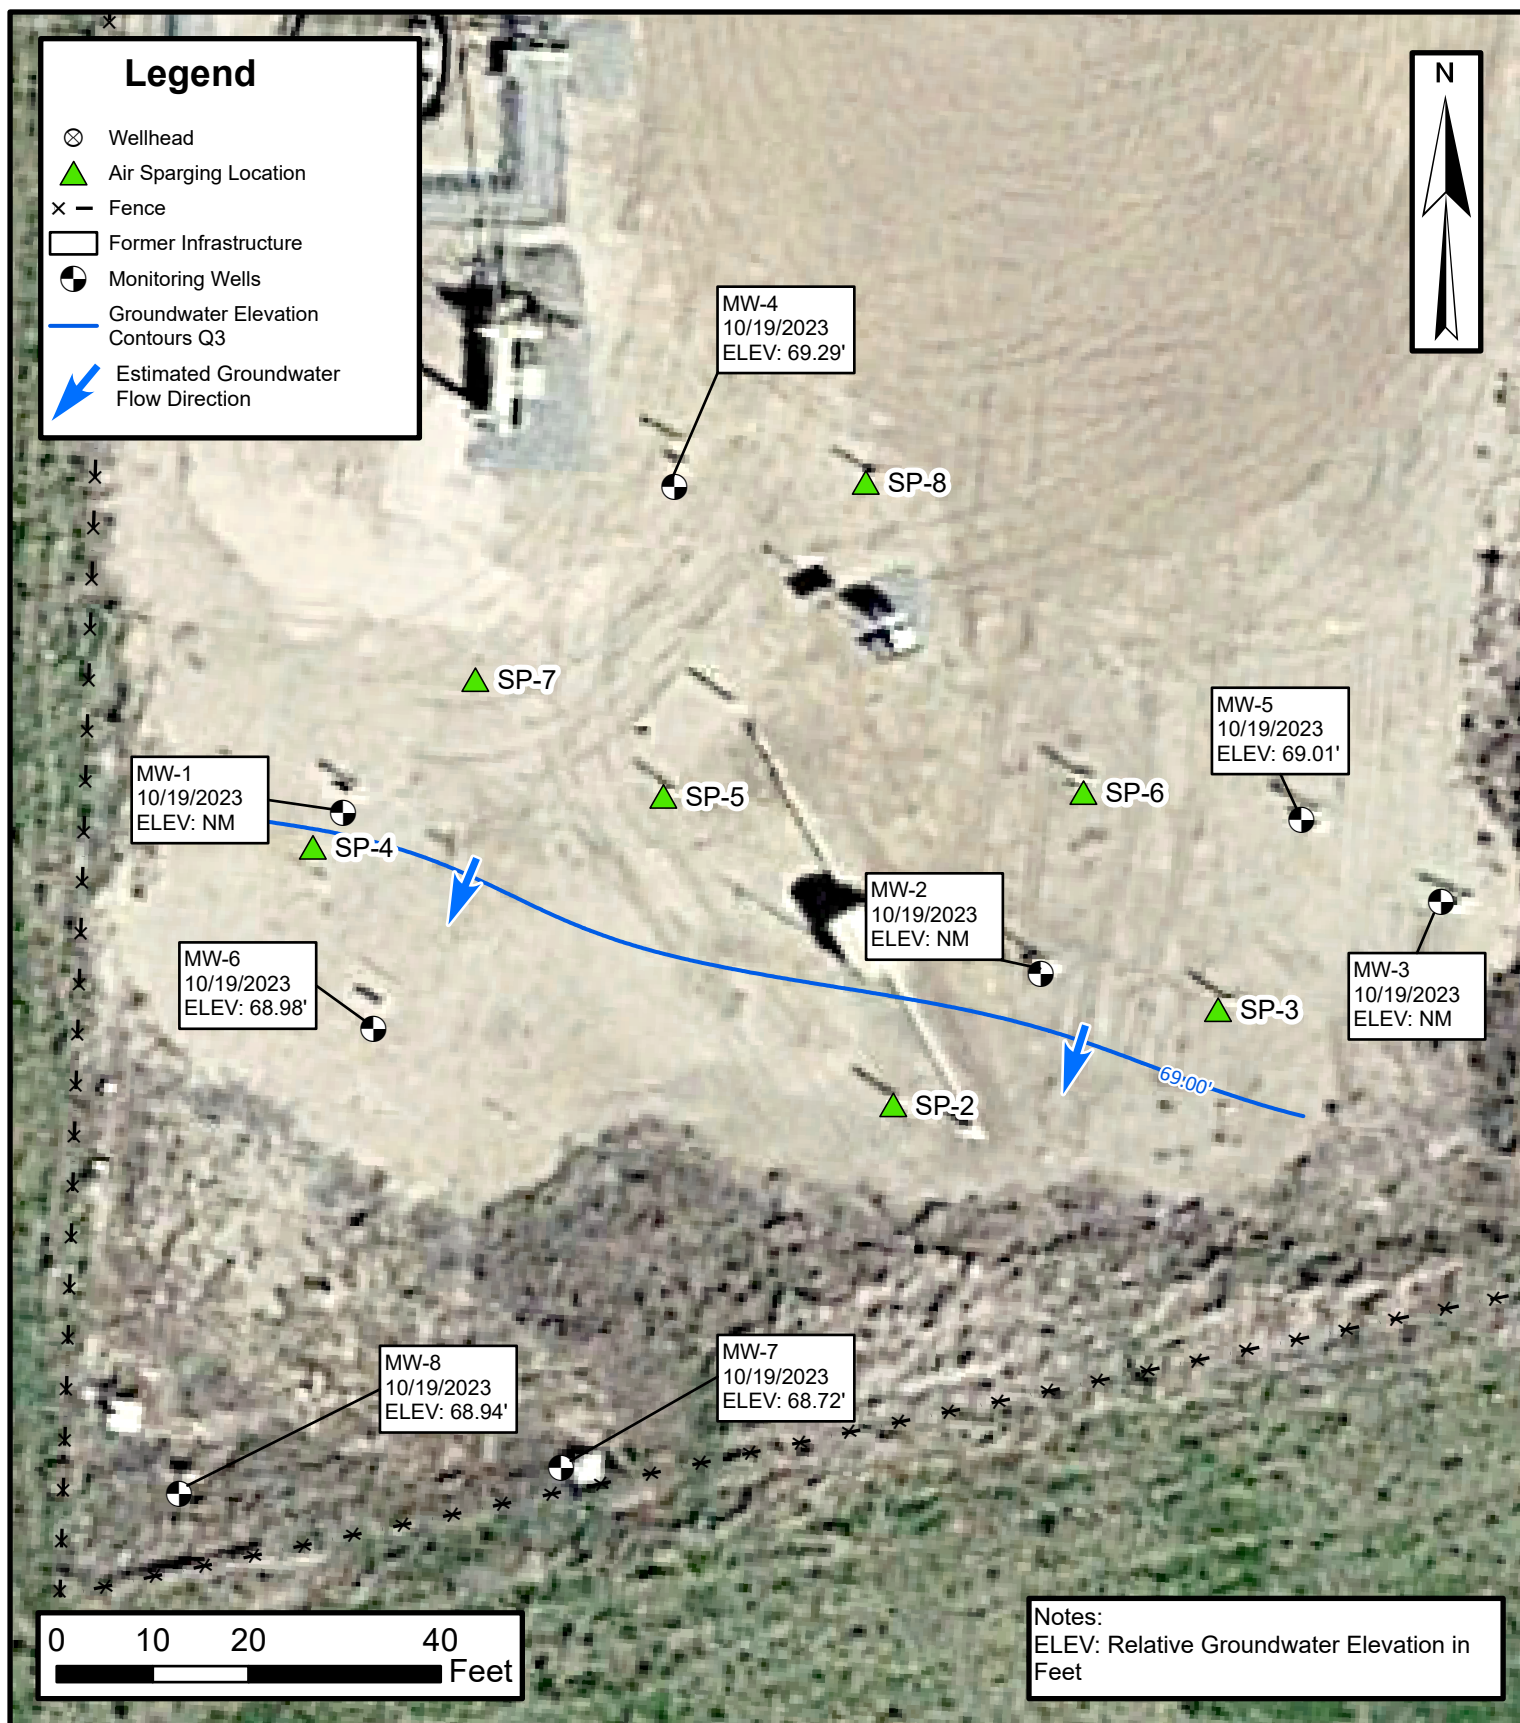 Legend
Wellhead
Air Sparging Location
Fence
Former Infrastructure
Monitoring Wells
Groundwater Elevation
Contours Q3
Estimated Groundwater
Flow Direction
N
MW-4
10/19/2023
ELEV: 69.29'
SP-8
SP-7
MW-5
10/19/2023
ELEV: 69.01'
MW-1
10/19/2023
ELEV: NM
SP-5
SP-6
SP-4
MW-2
10/19/2023
ELEV: NM
MW-6
10/19/2023
ELEV: 68.98'
MW-3
10/19/2023
ELEV: NM
SP-3
69.00'
SP-2
MW-8
10/19/2023
ELEV: 68.94'
MW-7
10/19/2023
ELEV: 68.72'
0 10 20 40
Feet
Notes:
ELEV: Relative Groundwater Elevation in
Feet